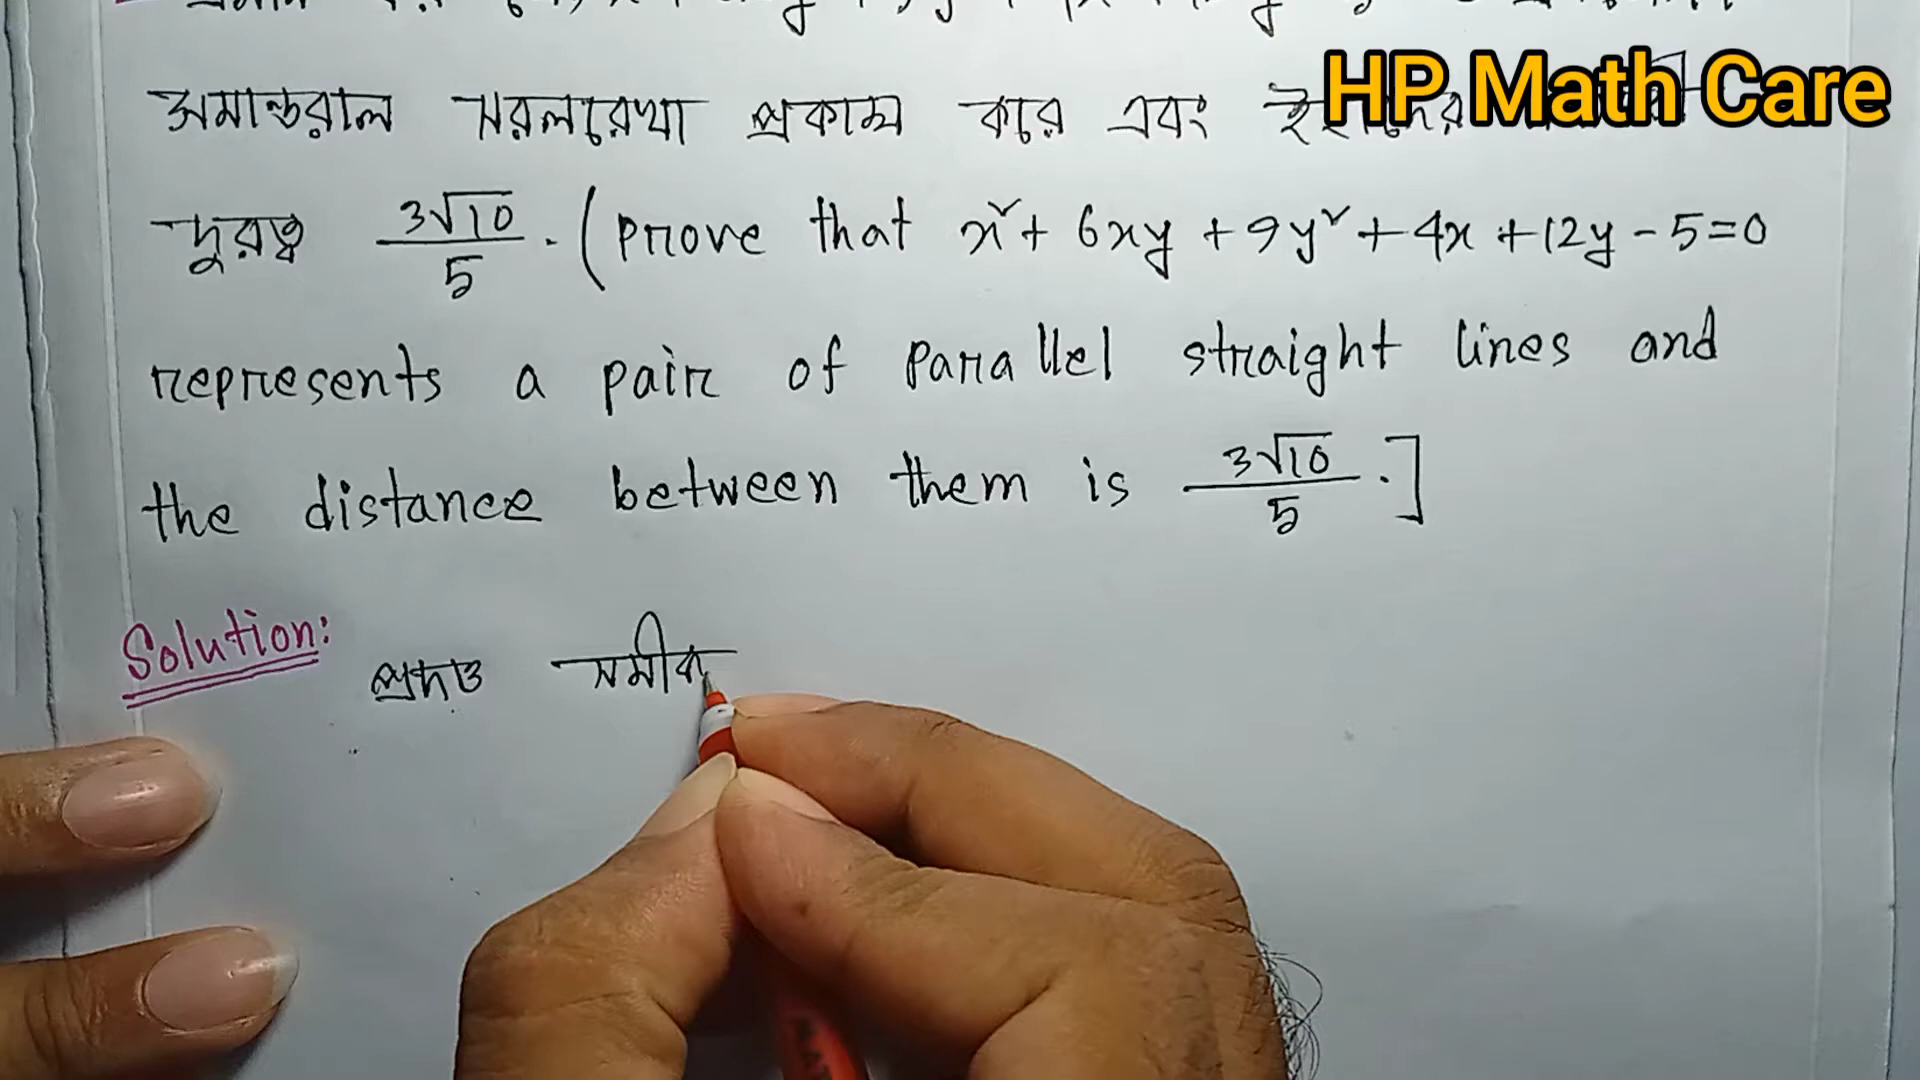 HP Math Care
সমান্তরাল সরলরেখা প্রকাশ করে এবং
দূরত্ব 3√10/5 . (prove that x² + 6xy + 9y² + 4x + 12y - 5 = 0
represents a pair of parallel straight lines and
the distance between them is 3√10/5 .]
Solution: প্রদত্ত সমীক